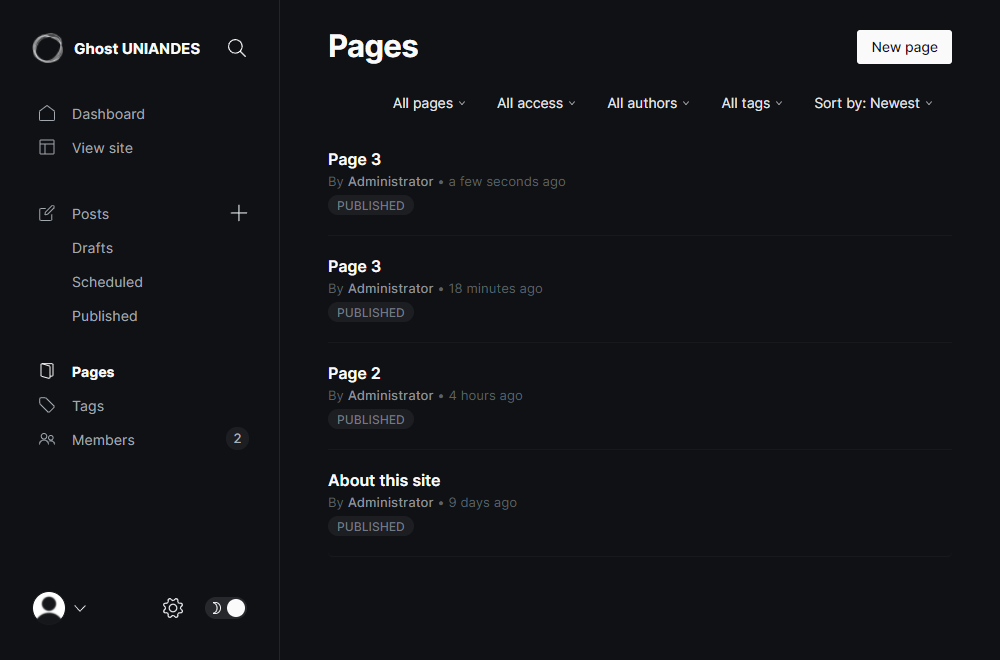 Ghost UNIANDES
Dashboard
View site
Posts
Drafts
Scheduled
Published
Pages
Tags
Members
2
Pages
New page
All pages
All access
All authors
All tags
Sort by: Newest
Page 3
By Administrator • a few seconds ago
PUBLISHED
Page 3
By Administrator • 18 minutes ago
PUBLISHED
Page 2
By Administrator • 4 hours ago
PUBLISHED
About this site
By Administrator • 9 days ago
PUBLISHED